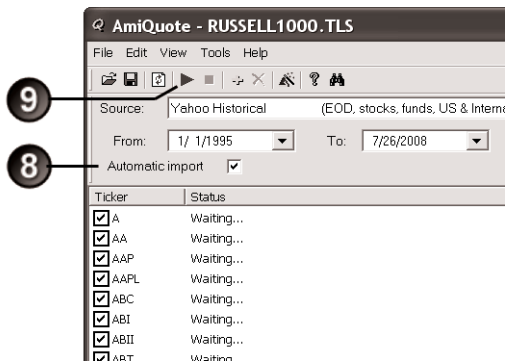 AmiQuote - RUSSELL1000.TLS
File Edit View Tools Help
9
Source: Yahoo Historical (EOD, stocks, funds, US & Interna
From: 1/ 1/1995 To: 7/26/2008
8
Automatic import
Ticker Status
A Waiting...
AA Waiting...
AAP Waiting...
AAPL Waiting...
ABC Waiting...
ABI Waiting...
ABII Waiting...
ABT Waiting